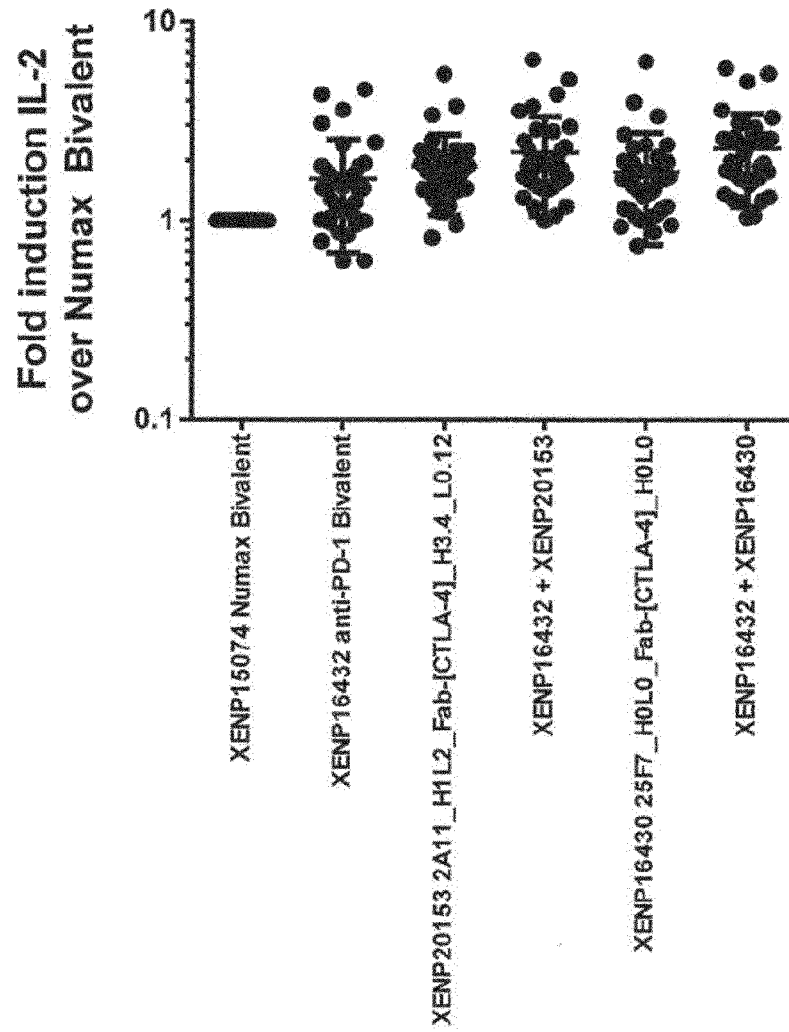 Fold induction IL-2
over Numax Bivalent
10
1
0.1
XENP15074 Numax Bivalent
XENP16432 anti-PD-1 Bivalent
XENP20153 2A11_H1L2_Fab-[CTLA-4]_H3.4_L0.12
XENP16432 + XENP20153
XENP16430 25F7_H0L0_Fab-[CTLA-4]_H0L0
XENP16432 + XENP16430